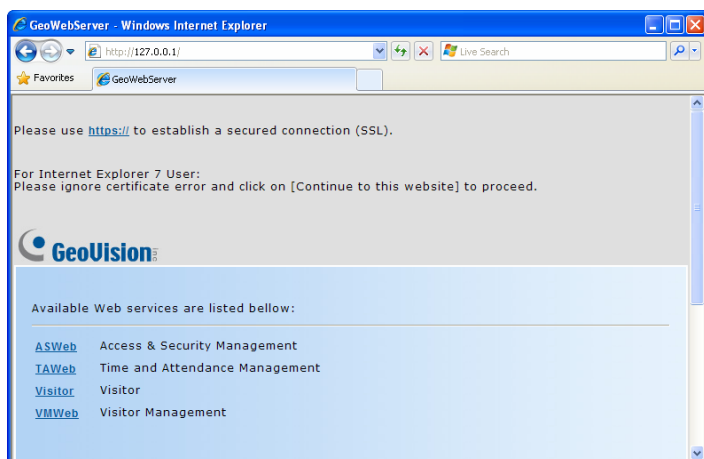 GeoWebServer - Windows Internet Explorer
http://127.0.0.1/
Live Search
Favorites
GeoWebServer
Please use https:// to establish a secured connection (SSL).
For Internet Explorer 7 User:
Please ignore certificate error and click on [Continue to this website] to proceed.
GeoVision
Available Web services are listed bellow:
ASWeb Access & Security Management
TAWeb Time and Attendance Management
Visitor Visitor
VMWeb Visitor Management